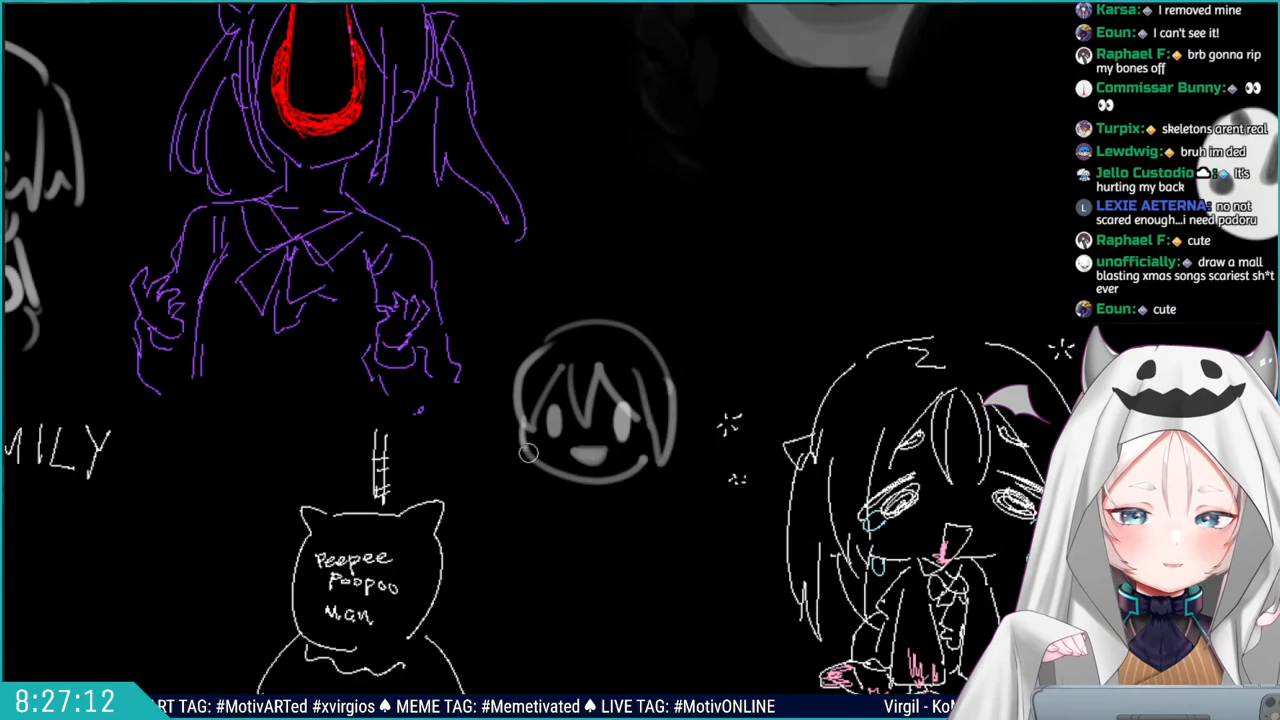 Karsa: I removed mine
Eoun: I can't see it!
Raphael F: brb gonna rip
my bones off
Commissar Bunny: 👀
👀
Turpix: skeletons arent real
Lewdwig: bruh im ded
Jello Custodio☁: It's
hurting my back
LEXIE AETERNA: no not
scared enough...i need padoru
Raphael F: cute
unofficially: draw a mall
blasting xmas songs scariest sh*t
ever
Eoun: cute
MILY
Peepee
Poopoo
Man
8:27:12
ART TAG: #MotivARTed #xvirgios ♠ MEME TAG: #Memetivated ♠ LIVE TAG: #MotivONLINE
Virgil - Ko